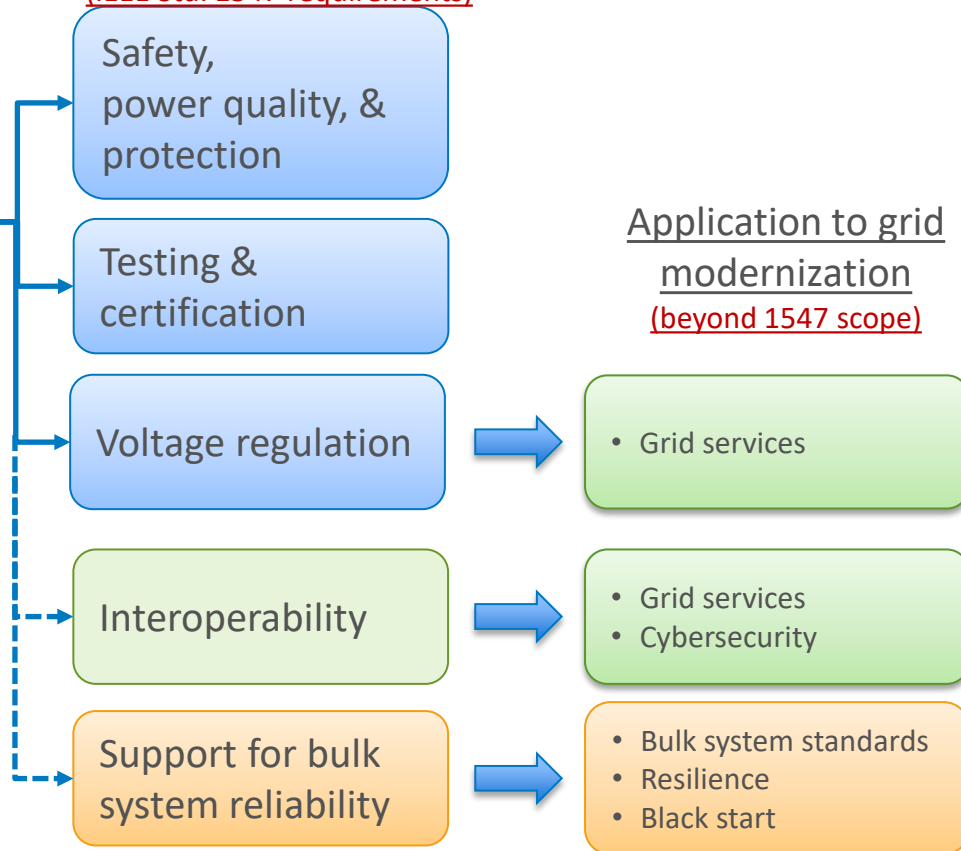 Safety,
power quality, &
protection
Testing &
certification
Voltage regulation
Interoperability
Support for bulk
system reliability
Application to grid
modernization
(beyond 1547 scope)
• Grid services
• Grid services
• Cybersecurity
• Bulk system standards
• Resilience
• Black start